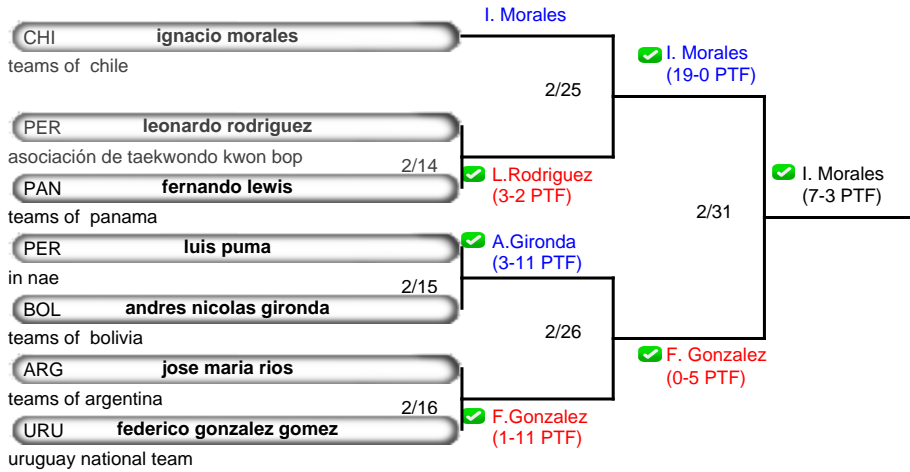 I. Morales
CHI ignacio morales
teams of chile
I. Morales
(19-0 PTF)
2/25
PER leonardo rodriguez
asociación de taekwondo kwon bop
2/14
PAN fernando lewis
teams of panama
L.Rodriguez
(3-2 PTF)
I. Morales
(7-3 PTF)
2/31
PER luis puma
in nae
A.Gironda
(3-11 PTF)
2/15
BOL andres nicolas gironda
teams of bolivia
2/26
ARG jose maria rios
teams of argentina
F. Gonzalez
(0-5 PTF)
2/16
URU federico gonzalez gomez
uruguay national team
F.Gonzalez
(1-11 PTF)